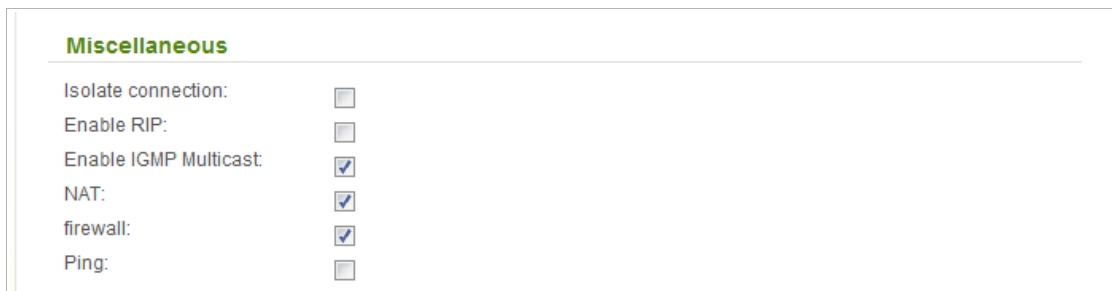 Miscellaneous
Isolate connection:
Enable RIP:
Enable IGMP Multicast:
NAT:
firewall:
Ping: